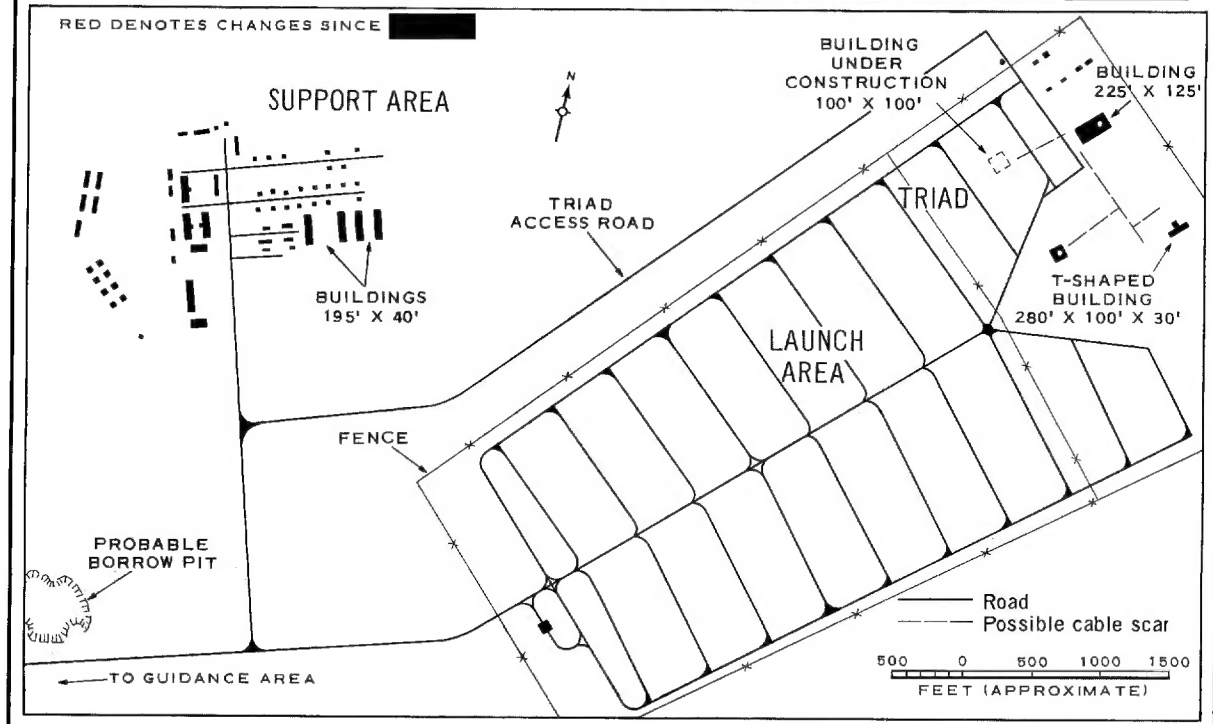 RED DENOTES CHANGES SINCE
SUPPORT AREA
N
BUILDING
UNDER
CONSTRUCTION
100' X 100'
BUILDING
225' X 125'
TRIAD
ACCESS ROAD
TRIAD
BUILDINGS
195' X 40'
T-SHAPED
BUILDING
280' X 100' X 30'
LAUNCH
AREA
FENCE
PROBABLE
BORROW PIT
Road
Possible cable scar
TO GUIDANCE AREA
500 0 500 1000 1500
FEET (APPROXIMATE)